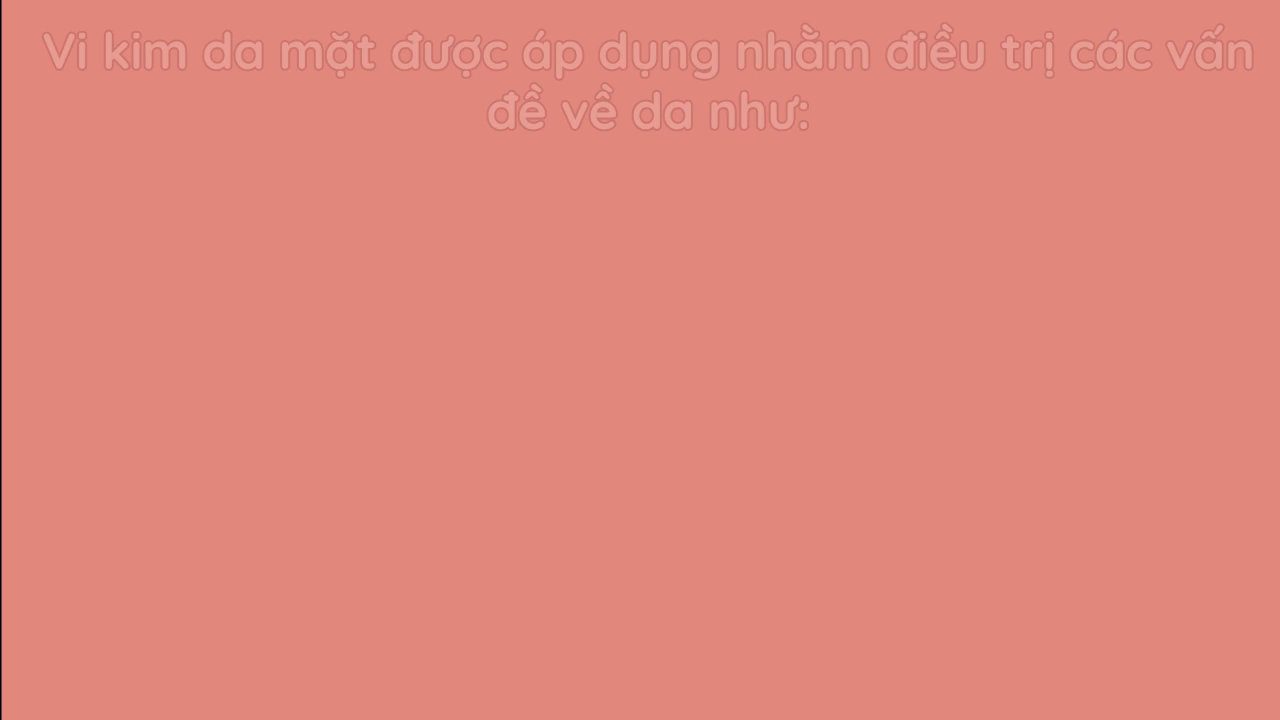 Vi kim da mặt được áp dụng nhằm điều trị các vấn
đề về da như: